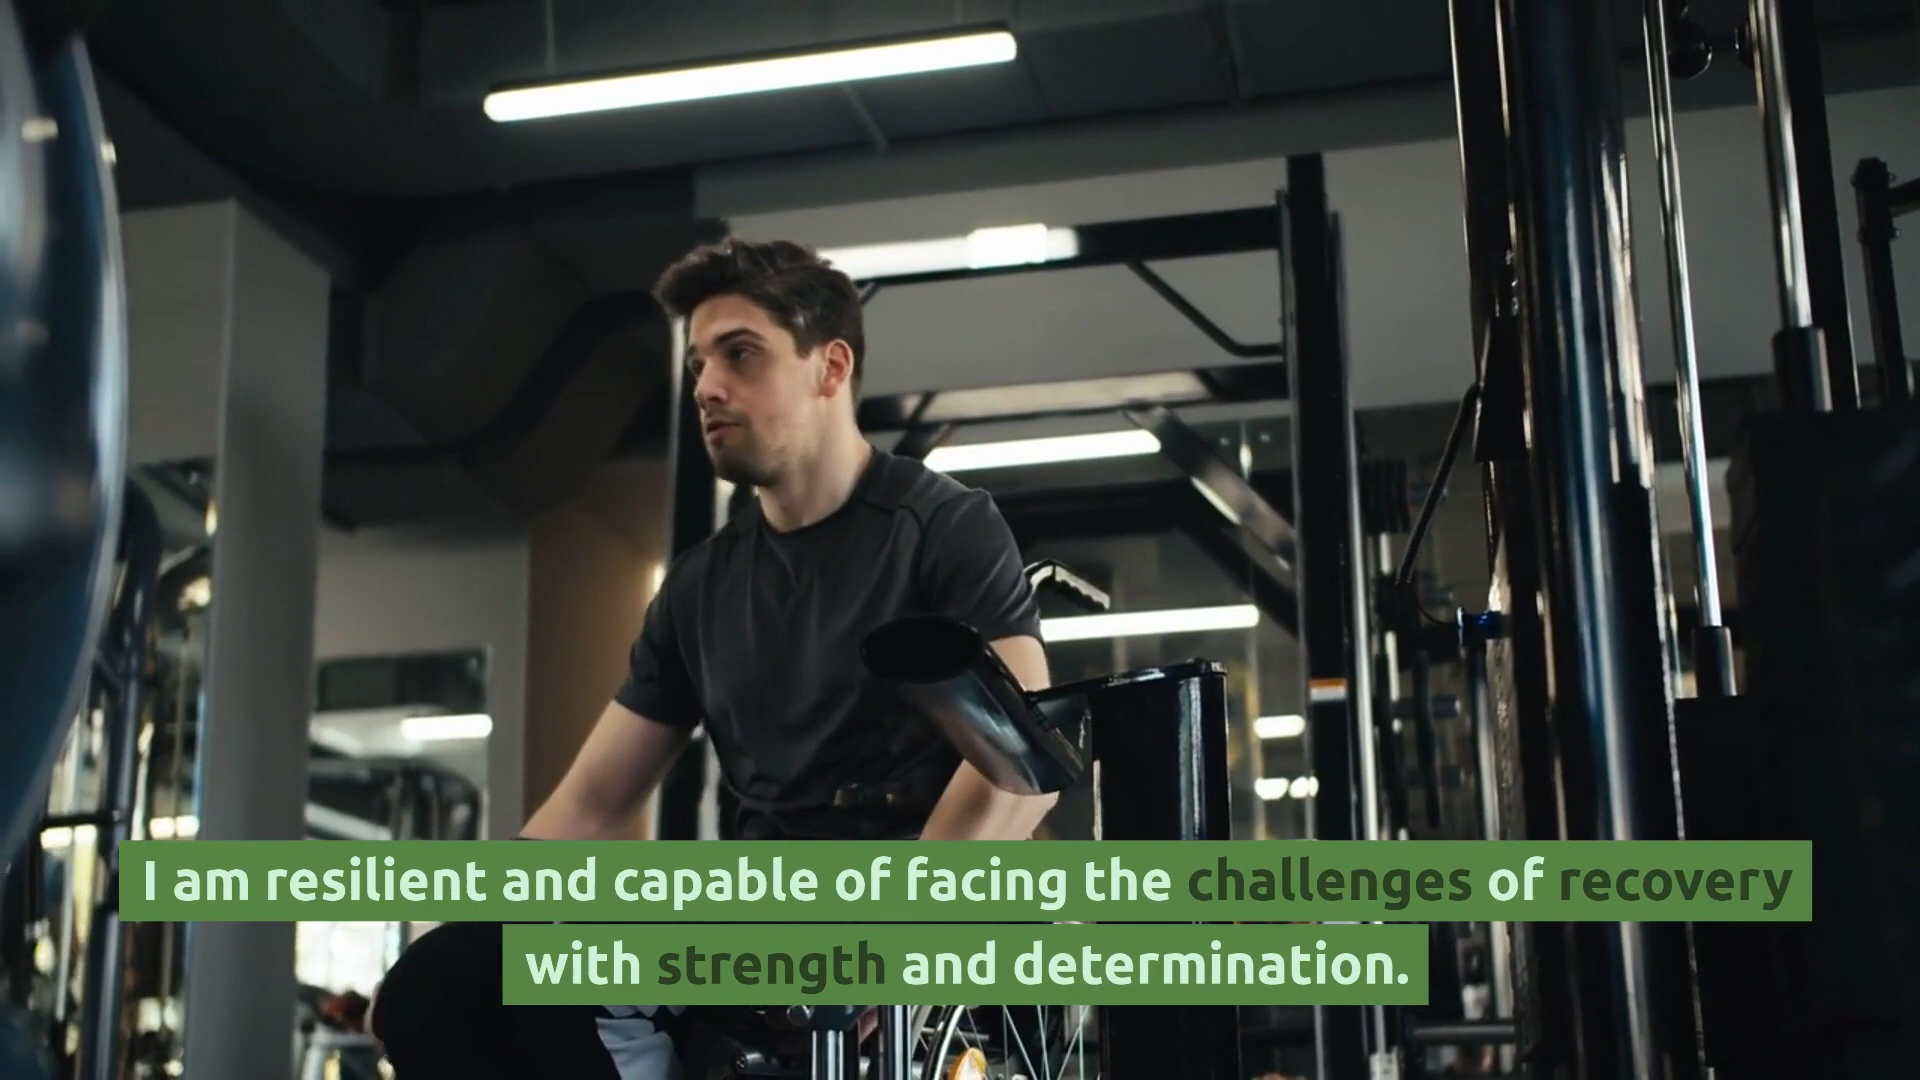 I am resilient and capable of facing the challenges of recovery
with strength and determination.